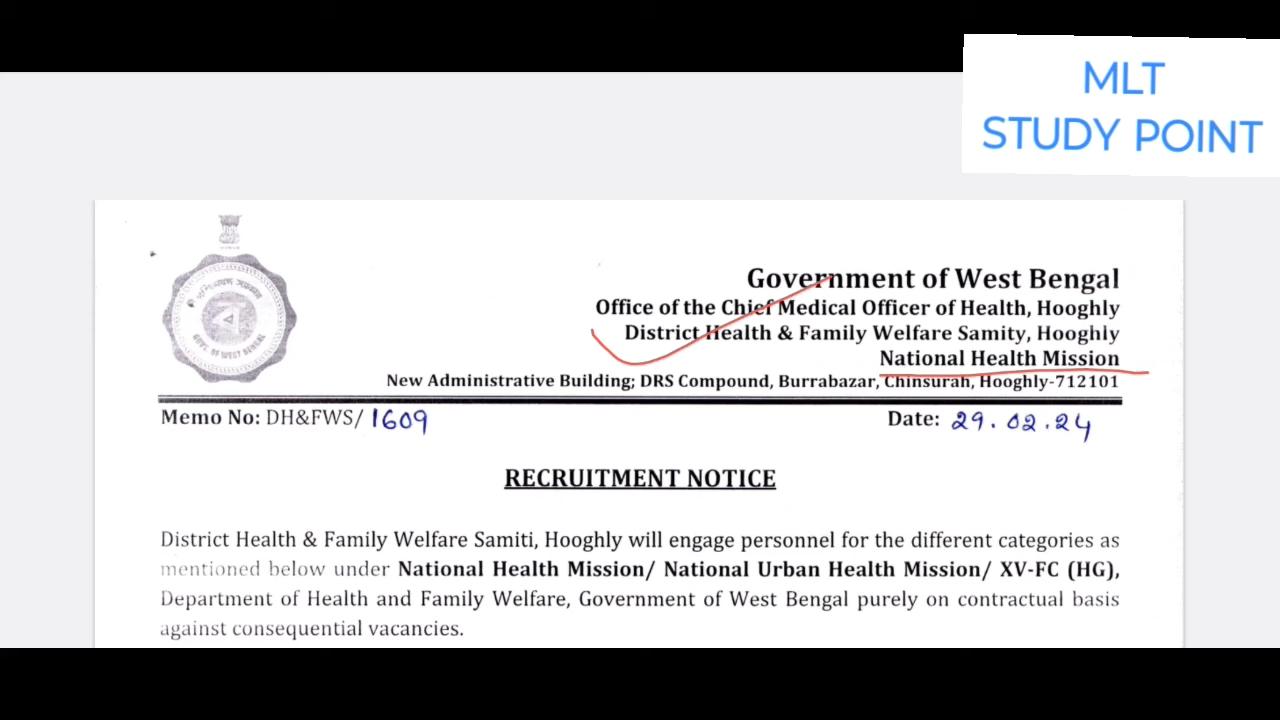 MLT
STUDY POINT
Government of West Bengal
Office of the Chief Medical Officer of Health, Hooghly
District Health & Family Welfare Samity, Hooghly
National Health Mission
New Administrative Building; DRS Compound, Burrabazar, Chinsurah, Hooghly-712101
Memo No: DH&FWS/ 1609 Date: 29.02.24
RECRUITMENT NOTICE
District Health & Family Welfare Samiti, Hooghly will engage personnel for the different categories as
mentioned below under National Health Mission/ National Urban Health Mission/ XV-FC (HG),
Department of Health and Family Welfare, Government of West Bengal purely on contractual basis
against consequential vacancies.